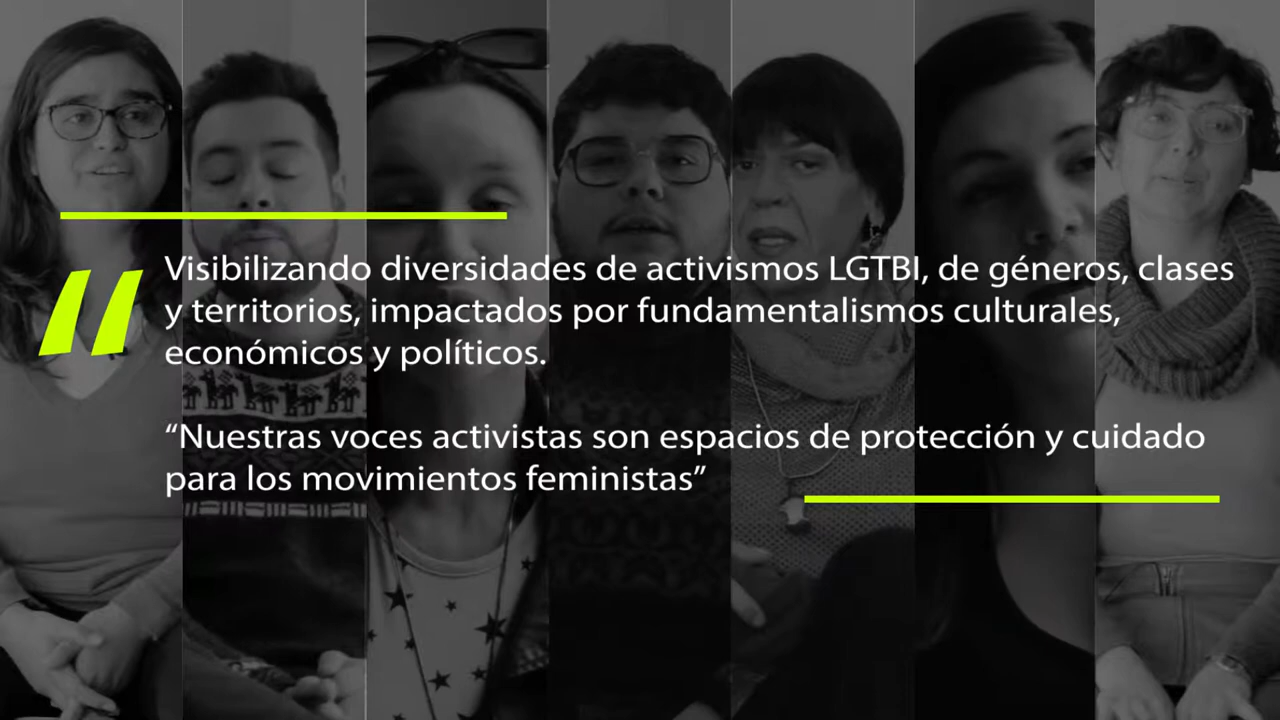 Visibilizando diversidades de activismos LGTBI, de géneros, clases
y territorios, impactados por fundamentalismos culturales,
económicos y políticos.
“Nuestras voces activistas son espacios de protección y cuidado
para los movimientos feministas”